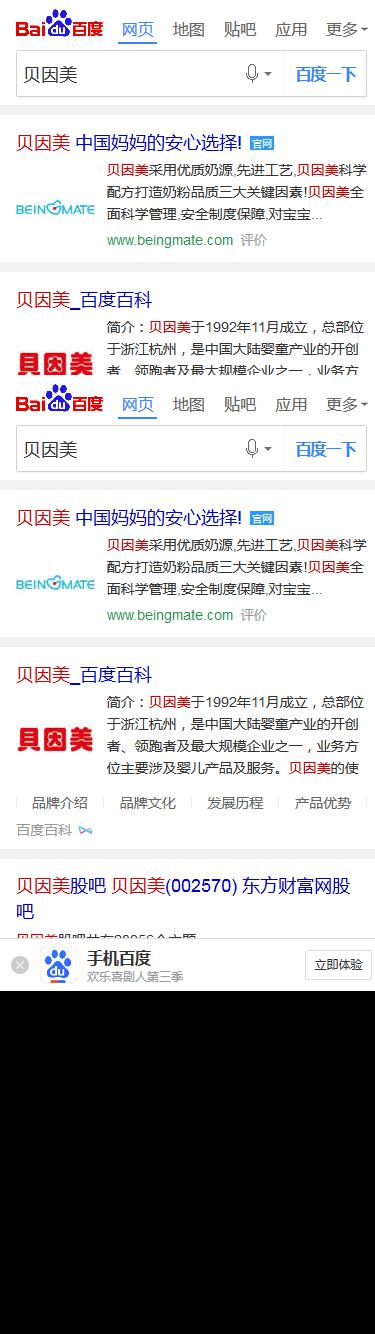 Bai du 百度 网页 地图 贴吧 应用 更多
贝因美 百度一下
贝因美 中国妈妈的安心选择! 官网
贝因美采用优质奶源,先进工艺,贝因美科学
配方打造奶粉品质三大关键因素!贝因美全
BEINGMATE
面科学管理,安全制度保障,对宝宝...
www.beingmate.com 评价
贝因美_百度百科
简介：贝因美于1992年11月成立，总部位
于浙江杭州，是中国大陆婴童产业的开创
貝因美
者、领跑者及最大规模企业之一，业务方
Bai du 百度 网页 地图 贴吧 应用 更多
贝因美 百度一下
贝因美 中国妈妈的安心选择! 官网
贝因美采用优质奶源,先进工艺,贝因美科学
配方打造奶粉品质三大关键因素!贝因美全
BEINGMATE
面科学管理,安全制度保障,对宝宝...
www.beingmate.com 评价
贝因美_百度百科
简介：贝因美于1992年11月成立，总部位
于浙江杭州，是中国大陆婴童产业的开创
貝因美
者、领跑者及最大规模企业之一，业务方
位主要涉及婴儿产品及服务。贝因美的使
品牌介绍 品牌文化 发展历程 产品优势
百度百科
贝因美股吧 贝因美(002570) 东方财富网股
吧
du 手机百度
欢乐喜剧人第三季
立即体验